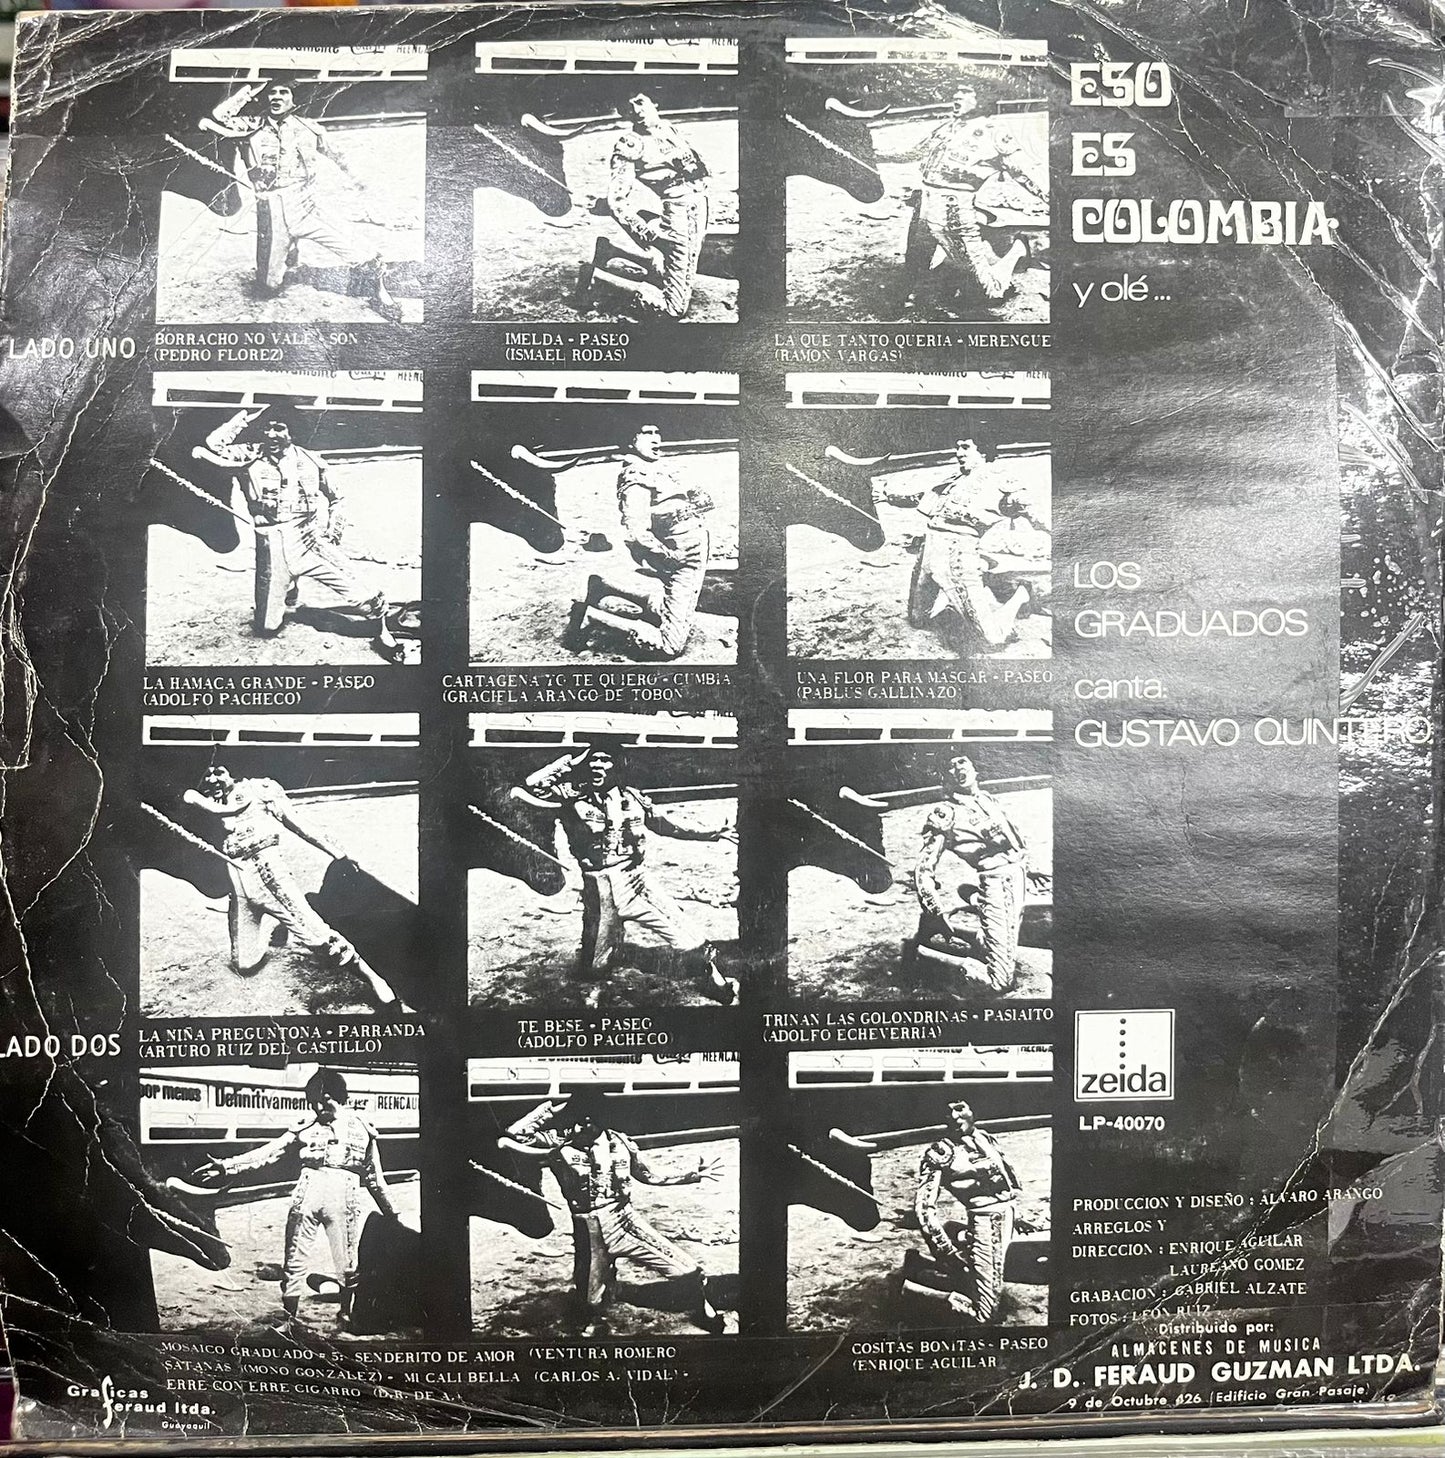 ESO
ES
COLOMBIA
y olé...
LADO UNO
BORRACHO NO VALE - SON
(PEDRO FLOREZ)
IMELDA - PASEO
(ISMAEL RODAS)
LA QUE TANTO QUERIA - MERENGUE
(RAMON VARGAS)
LA HAMACA GRANDE - PASEO
(ADOLFO PACHECO)
CARTAGENA YO TE QUIERO - CUMBIA
(GRACIELA ARANGO DE TOBON)
UNA FLOR PARA MASCAR - PASEO
(PABLUS GALLINAZO)
LOS
GRADUADOS
canta:
GUSTAVO QUINTERO
LADO DOS
LA NIÑA PREGUNTONA - PARRANDA
(ARTURO RUIZ DEL CASTILLO)
TE BESE - PASEO
(ADOLFO PACHECO)
TRINAN LAS GOLONDRINAS - PASIAITO
(ADOLFO ECHEVERRIA)
por menos Definitivamente REENCAU
MOSAICO GRADUADO # 5: SENDERITO DE AMOR (VENTURA ROMERO
SATANAS (MONO GONZALEZ) - MI CALI BELLA (CARLOS A. VIDAL) -
ERRE CON ERRE CIGARRO (D.R. DE A.)
COSITAS BONITAS - PASEO
(ENRIQUE AGUILAR
zeida
LP-40070
PRODUCCION Y DISEÑO : ALVARO ARANGO
ARREGLOS Y
DIRECCION : ENRIQUE AGUILAR
LAUREANO GOMEZ
GRABACION : GABRIEL ALZATE
FOTOS : LEON RUIZ
Distribuido por:
ALMACENES DE MUSICA
J. D. FERAUD GUZMAN LTDA.
9 de Octubre 426 (Edificio Gran Pasaje)
Graficas
feraud ltda.
Guayaquil